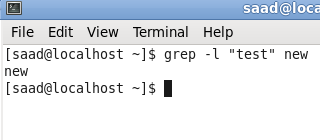 saad@loca
File Edit View Terminal Help
[saad@localhost ~]$ grep -l "test" new
new
[saad@localhost ~]$